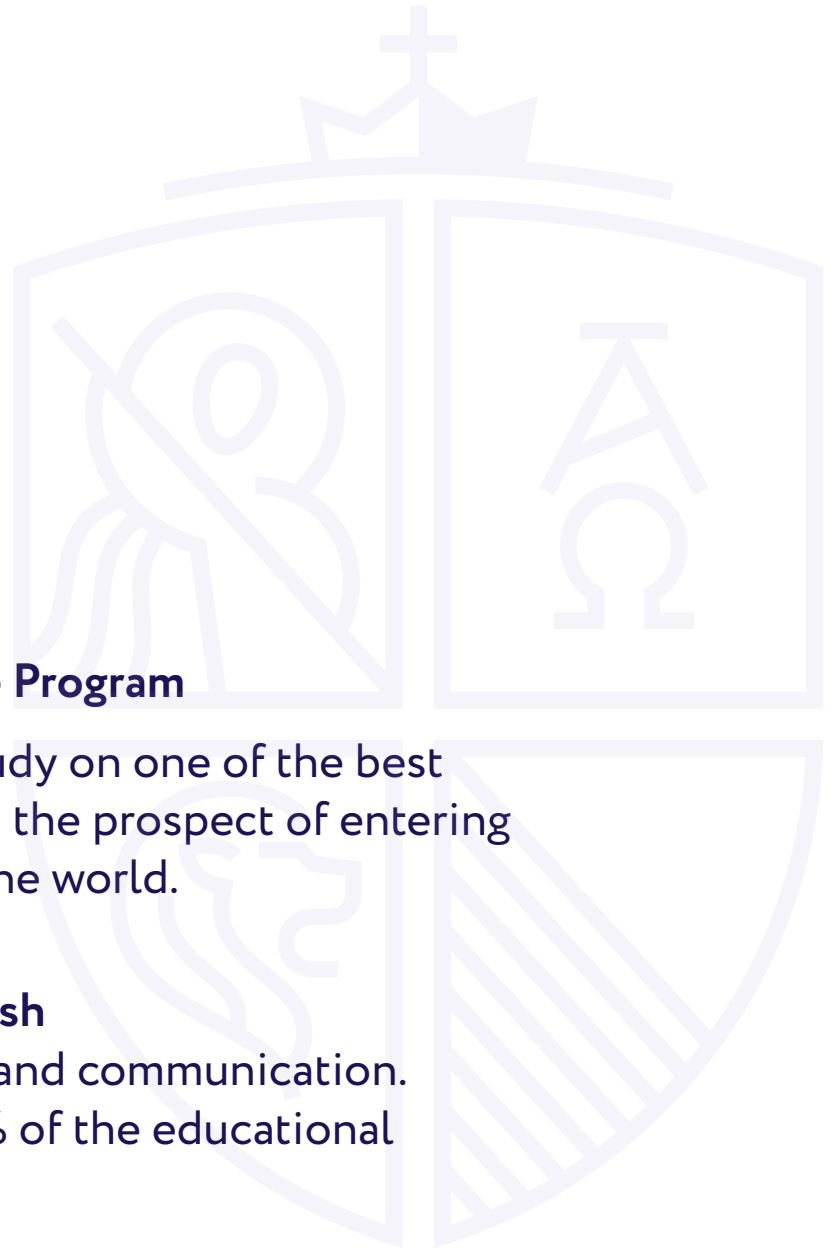 Α
Ω
Program
udy on one of the best
the prospect of entering
he world.
sh
and communication.
% of the educational